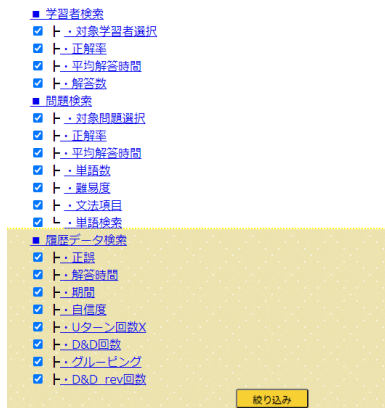 ■ 学習者検索
├ ・対象学習者選択
├・正解率
├・平均解答時間
├・解答数
■ 問題検索
├ ・対象問題選択
├・正解率
├・平均解答時間
├ ・単語数
├ ・難易度
├ ・文法項目
└ ・単語検索
■ 履歴データ検索
├・正誤
├・解答時間
├・期間
├・自信度
├・Uターン回数X
├・D&D回数
├・グルーピング
├・D&D_rev回数
絞り込み